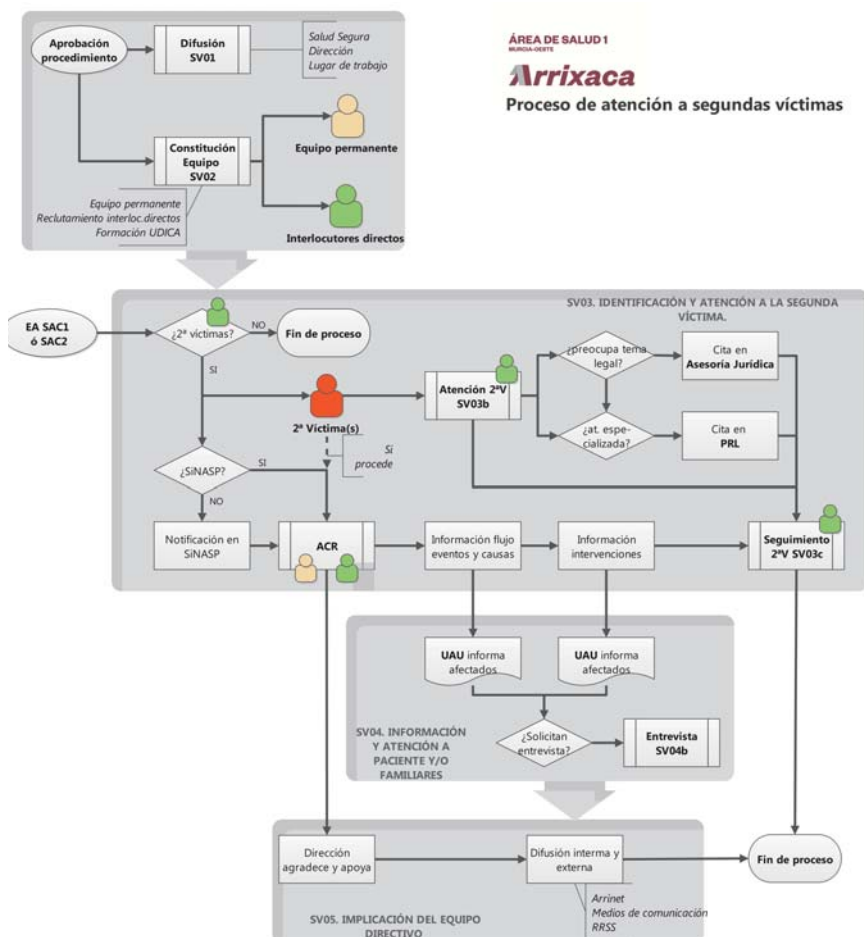 ÁREA DE SALUD 1
MURCIA-OESTE
Arrixaca
Proceso de atención a segundas víctimas
Aprobación
procedimiento
Difusión
SV01
Salud Segura
Dirección
Lugar de trabajo
Constitución
Equipo
SV02
Equipo permanente
Interlocutores directos
Equipo permanente
Reclutamiento interloc.directos
Formación UDICA
SV03. IDENTIFICACIÓN Y ATENCIÓN A LA SEGUNDA
VÍCTIMA.
EA SAC1
ó SAC2
¿2ª víctimas?
NO
Fin de proceso
SI
2ª Víctima(s)
Si
procede
Atención 2ªV
SV03b
¿preocupa tema
legal?
Cita en
Asesoría Jurídica
¿at. espe-
cializada?
Cita en
PRL
¿SiNASP?
SI
NO
Notificación en
SiNASP
ACR
Información flujo
eventos y causas
Información
intervenciones
Seguimiento
2ªV SV03c
UAU informa
afectados
UAU informa
afectados
¿Solicitan
entrevista?
Entrevista
SV04b
SV04. INFORMACIÓN
Y ATENCIÓN A
PACIENTE Y/O
FAMILIARES
Dirección
agradece y apoya
Difusión interma y
externa
Fin de proceso
Arrinet
Medios de comunicación
RRSS
SV05. IMPLICACIÓN DEL EQUIPO
DIRECTIVO